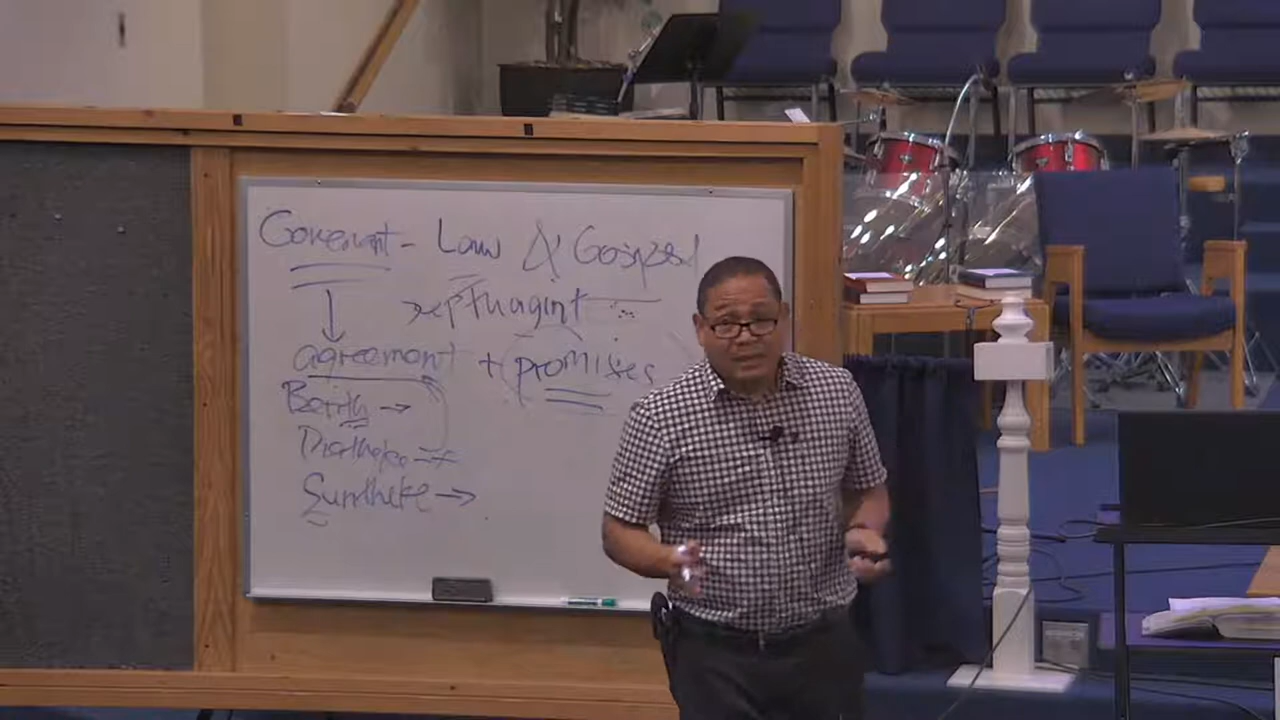 Covenant - Law & Gospel
septuagint
agreement + promises
Berith →
Diatheke
Suntheke →